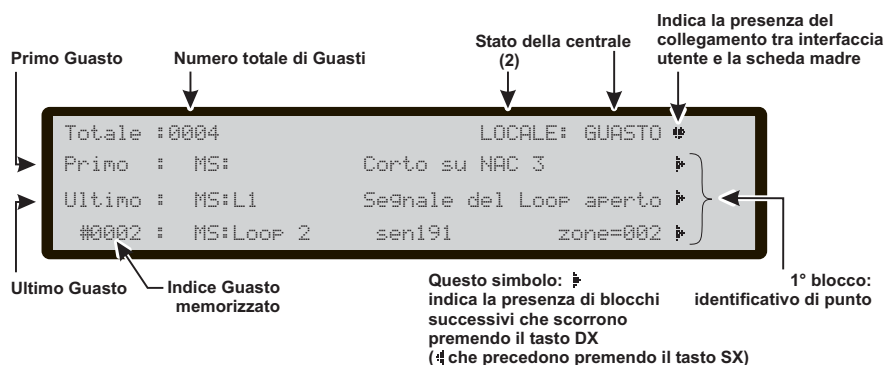 Indica la presenza del
collegamento tra interfaccia
utente e la scheda madre
Stato della centrale
(2)
Primo Guasto
Numero totale di Guasti
Totale :0004 LOCALE: GUASTO
Primo : MS: Corto su NAC 3
Ultimo : MS:L1 Segnale del Loop aperto
#0002 : MS:Loop 2 sen191 zone=002
Ultimo Guasto
Indice Guasto
memorizzato
Questo simbolo:
indica la presenza di blocchi
successivi che scorrono
premendo il tasto DX
( che precedono premendo il tasto SX)
1° blocco:
identificativo di punto